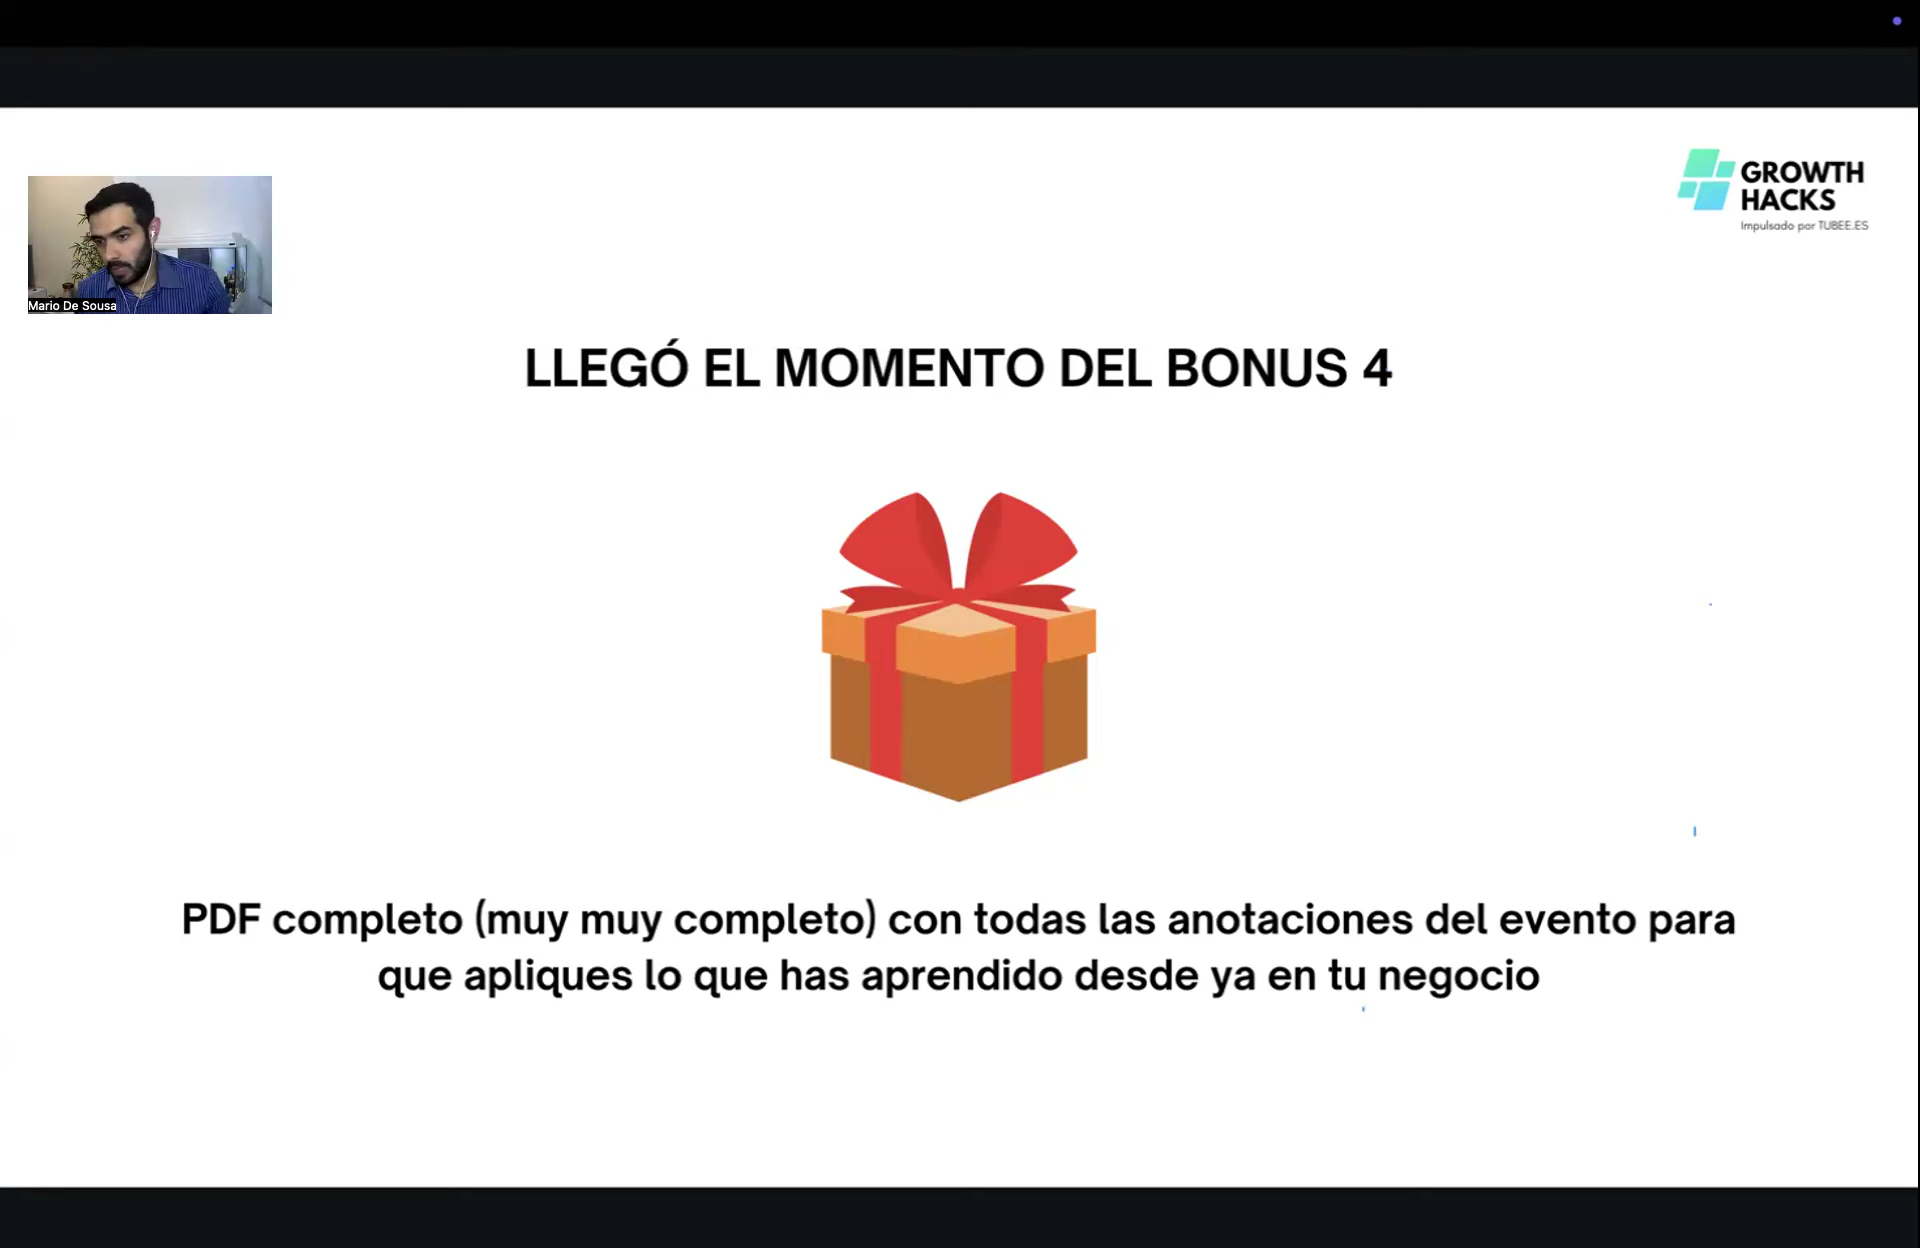 GROWTH
HACKS
Impulsado por TUBEE.ES
Mario De Sousa
LLEGÓ EL MOMENTO DEL BONUS 4
PDF completo (muy muy completo) con todas las anotaciones del evento para
que apliques lo que has aprendido desde ya en tu negocio